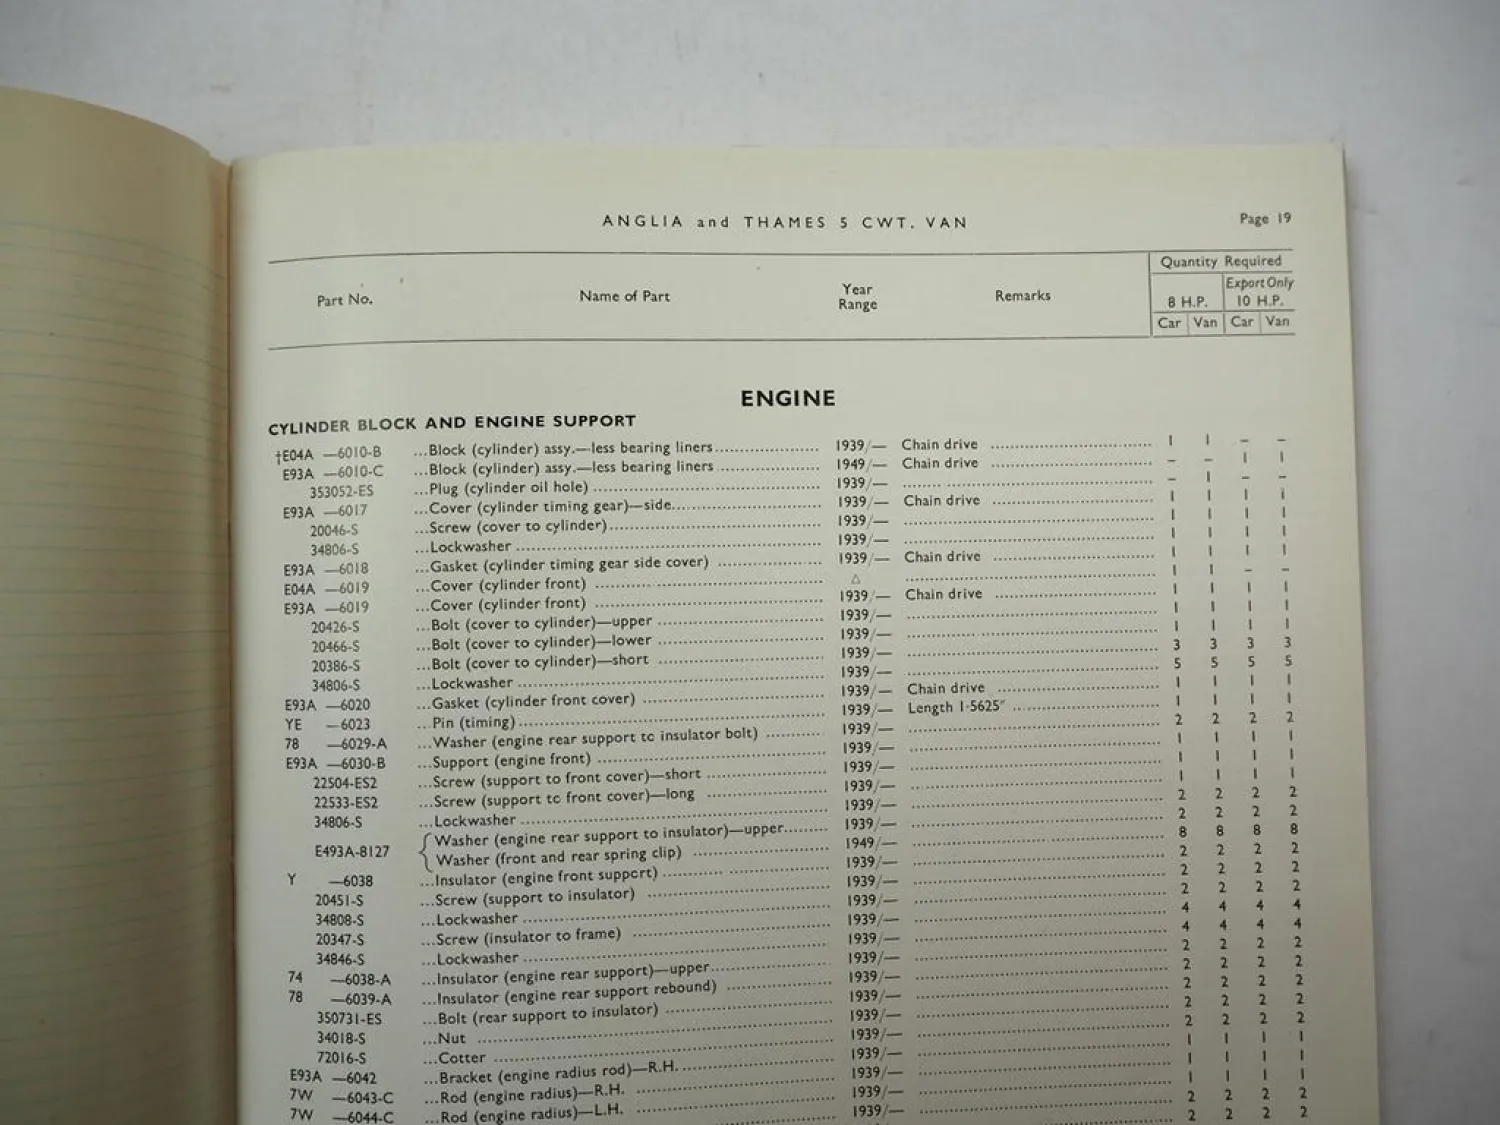 ANGLIA and THAMES 5 CWT. VAN Page 19
Part No. Name of Part Year Range Remarks Quantity Required
8 H.P. Export Only 10 H.P.
Car Van Car Van
ENGINE
CYLINDER BLOCK AND ENGINE SUPPORT
†E04A —6010-B ...Block (cylinder) assy.—less bearing liners 1939/— Chain drive 1 1 – –
E93A —6010-C ...Block (cylinder) assy.—less bearing liners 1949/— Chain drive – – 1 1
353052-ES ...Plug (cylinder oil hole) 1939/— – 1 – –
E93A —6017 ...Cover (cylinder timing gear)—side 1939/— Chain drive 1 1 1 1
20046-S ...Screw (cover to cylinder) 1939/— 1 1 1 1
34806-S ...Lockwasher 1939/— 1 1 1 1
E93A —6018 ...Gasket (cylinder timing gear side cover) 1939/— Chain drive 1 1 1 1
E04A —6019 ...Cover (cylinder front) △ 1 1 – –
E93A —6019 ...Cover (cylinder front) 1939/— Chain drive 1 1 1 1
20426-S ...Bolt (cover to cylinder)—upper 1939/— 1 1 1 1
20466-S ...Bolt (cover to cylinder)—lower 1939/— 1 1 1 1
20386-S ...Bolt (cover to cylinder)—short 1939/— 3 3 3 3
34806-S ...Lockwasher 1939/— 5 5 5 5
E93A —6020 ...Gasket (cylinder front cover) 1939/— Chain drive 1 1 1 1
YE —6023 ...Pin (timing) 1939/— Length 1·5625″ 1 1 1 1
78 —6029-A ...Washer (engine rear support to insulator bolt) 1939/— 2 2 2 2
E93A —6030-B ...Support (engine front) 1939/— 1 1 1 1
22504-ES2 ...Screw (support to front cover)—short 1939/— 1 1 1 1
22533-ES2 ...Screw (support to front cover)—long 1939/— 1 1 1 1
34806-S ...Lockwasher 1939/— 2 2 2 2
E493A-8127 { Washer (engine rear support to insulator)—upper 1939/— 2 2 2 2
Washer (front and rear spring clip) 1949/— 8 8 8 8
Y —6038 ...Insulator (engine front support) 1939/— 2 2 2 2
20451-S ...Screw (support to insulator) 1939/— 2 2 2 2
34808-S ...Lockwasher 1939/— 2 2 2 2
20347-S ...Screw (insulator to frame) 1939/— 4 4 4 4
34846-S ...Lockwasher 1939/— 4 4 4 4
74 —6038-A ...Insulator (engine rear support)—upper 1939/— 2 2 2 2
78 —6039-A ...Insulator (engine rear support rebound) 1939/— 2 2 2 2
350731-ES ...Bolt (rear support to insulator) 1939/— 2 2 2 2
34018-S ...Nut 1939/— 2 2 2 2
72016-S ...Cotter 1939/— 2 2 2 2
E93A —6042 ...Bracket (engine radius rod)—R.H. 1939/— 1 1 1 1
7W —6043-C ...Rod (engine radius)—R.H. 1939/— 1 1 1 1
7W —6044-C ...Rod (engine radius)—L.H. 1939/— 1 1 1 1
1939/— 2 2 2 2
2 2 2 2